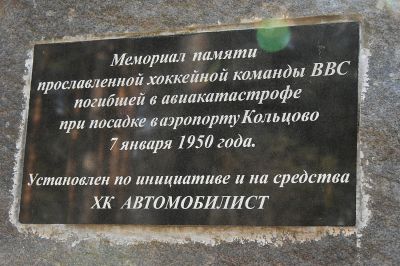 Мемориал памяти
прославленной хоккейной команды ВВС
погибшей в авиакатастрофе
при посадке в аэропорту Кольцово
7 января 1950 года.
Установлен по инициативе и на средства
ХК АВТОМОБИЛИСТ